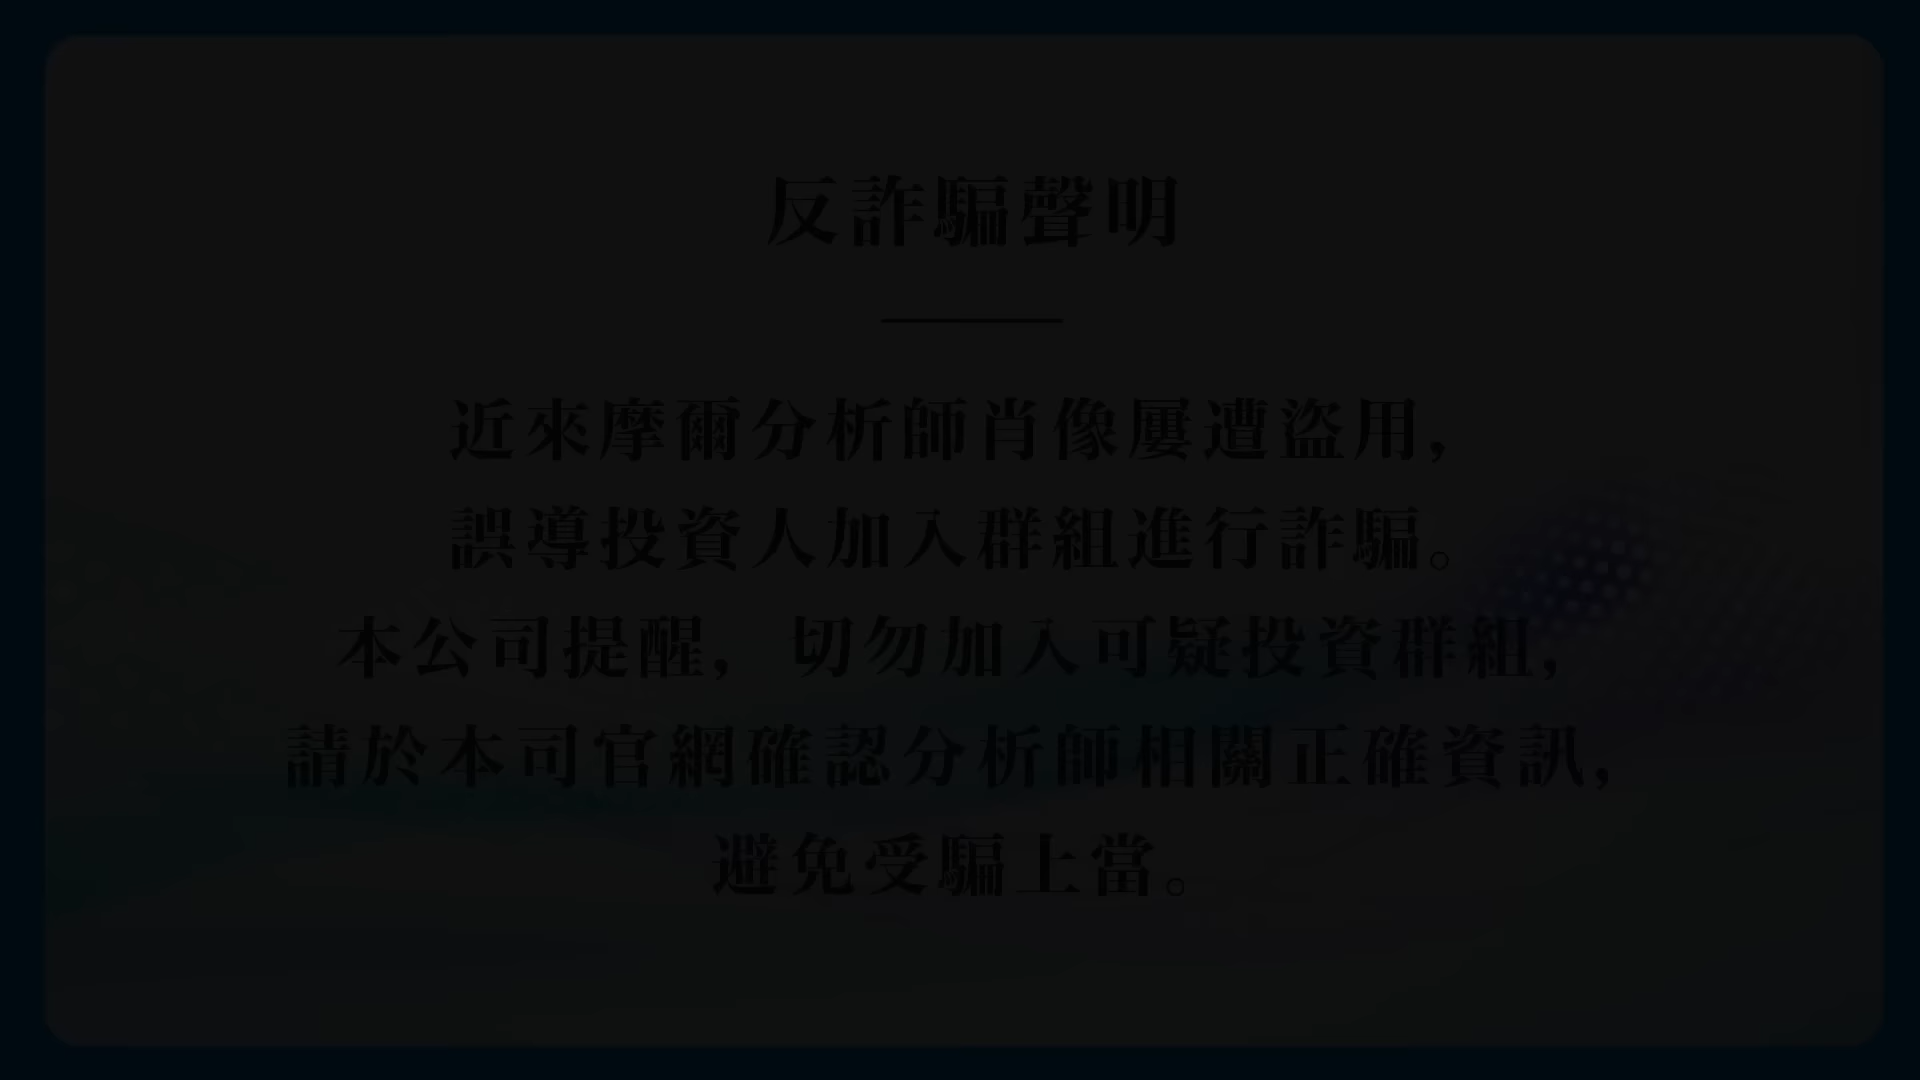 反詐騙聲明
近來摩爾分析師肖像屢遭盜用，
誤導投資人加入群組進行詐騙。
本公司提醒，切勿加入可疑投資群組，
請於本司官網確認分析師相關正確資訊，
避免受騙上當。